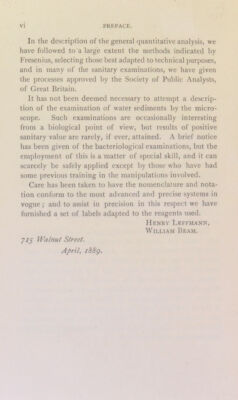 vi PREFACE.
In the description of the general quantitative analysis, we
have followed to a large extent the methods indicated by
Fresenius, selecting those best adapted to technical purposes,
and in many of the sanitary examinations, we have given
the processes approved by the Society of Public Analysts,
of Great Britain.
It has not been deemed necessary to attempt a descrip-
tion of the examination of water sediments by the micro-
scope. Such examinations are occasionally interesting
from a biological point of view, but results of positive
sanitary value are rarely, if ever, attained. A brief notice
has been given of the bacteriological examinations, but the
employment of this is a matter of special skill, and it can
scarcely be safely applied except by those who have had
some previous training in the manipulations involved.
Care has been taken to have the nomenclature and nota-
tion conform to the most advanced and precise systems in
vogue; and to assist in precision in this respect we have
furnished a set of labels adapted to the reagents used.
HENRY LEFFMANN,
WILLIAM BEAM.
715 Walnut Street.
April, 1889.